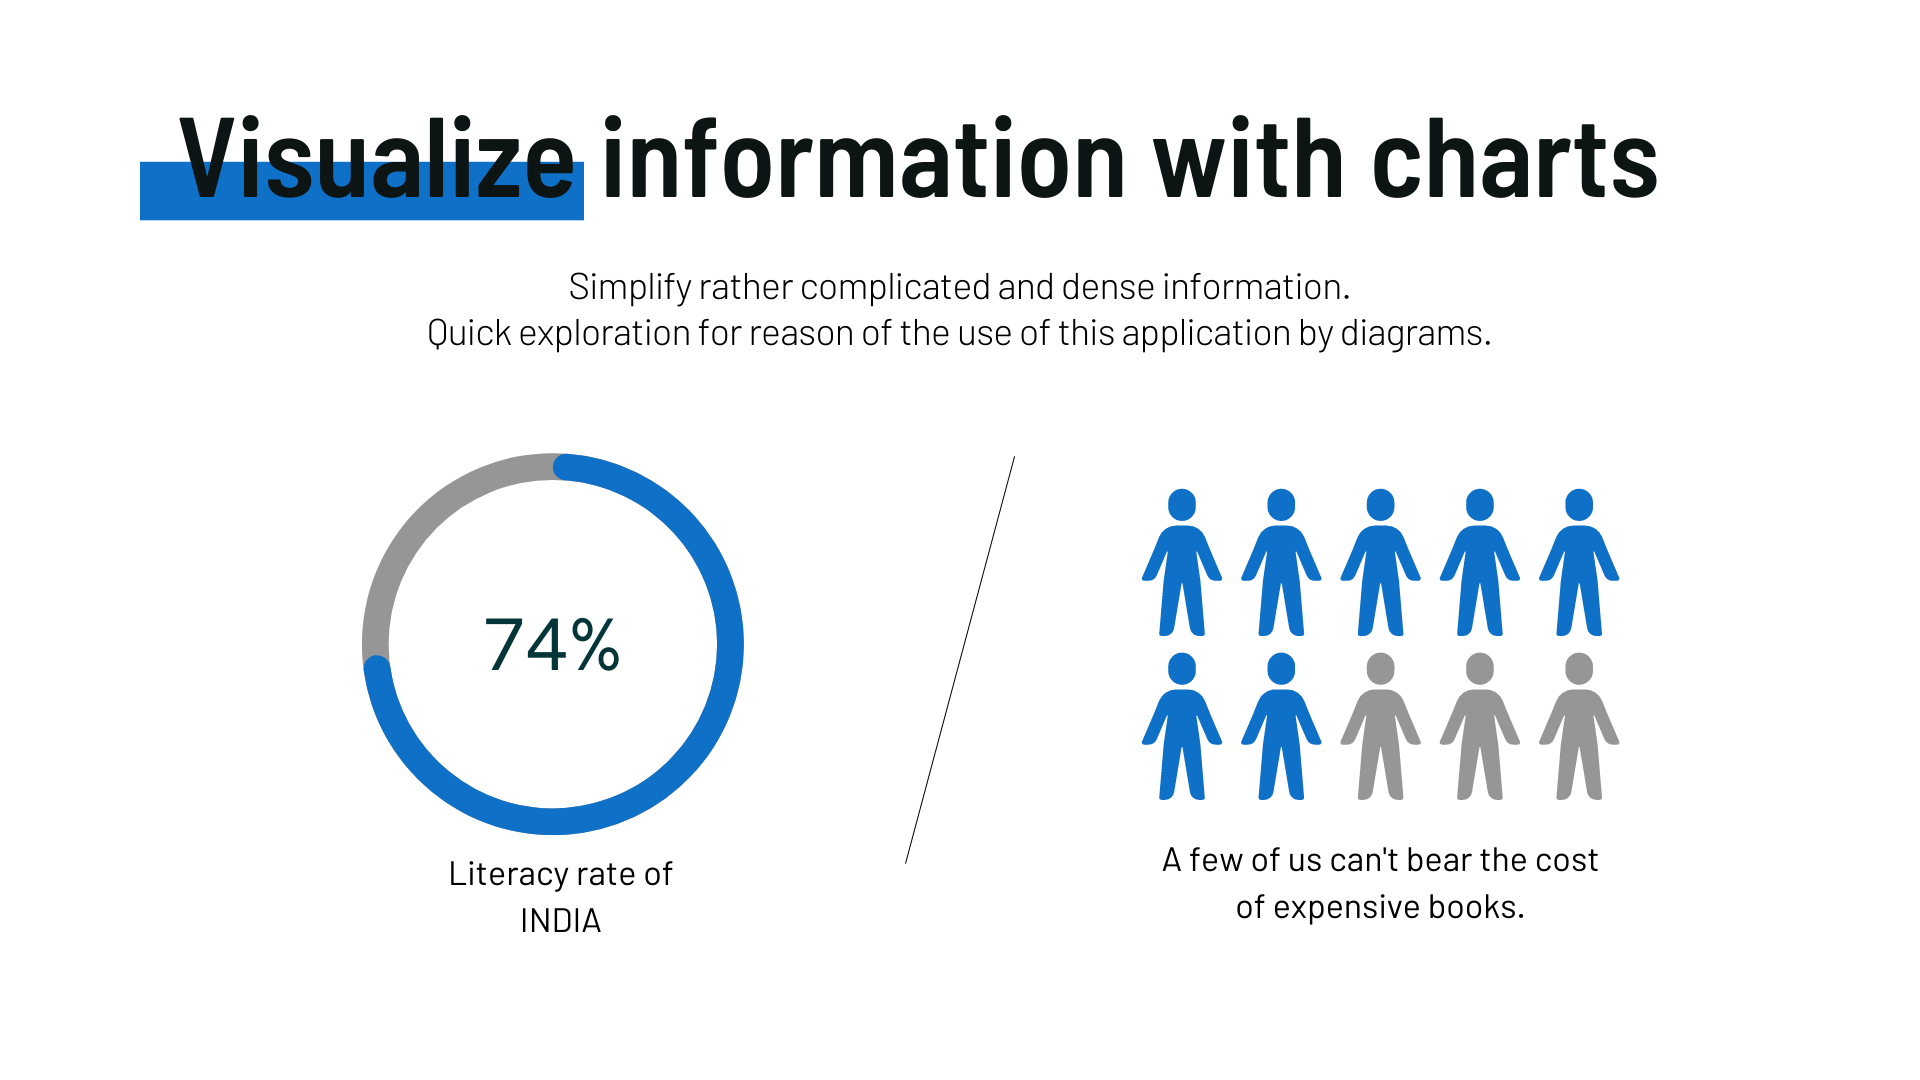 Visualize information with charts
Simplify rather complicated and dense information.
Quick exploration for reason of the use of this application by diagrams.
74%
Literacy rate of
INDIA
A few of us can't bear the cost
of expensive books.